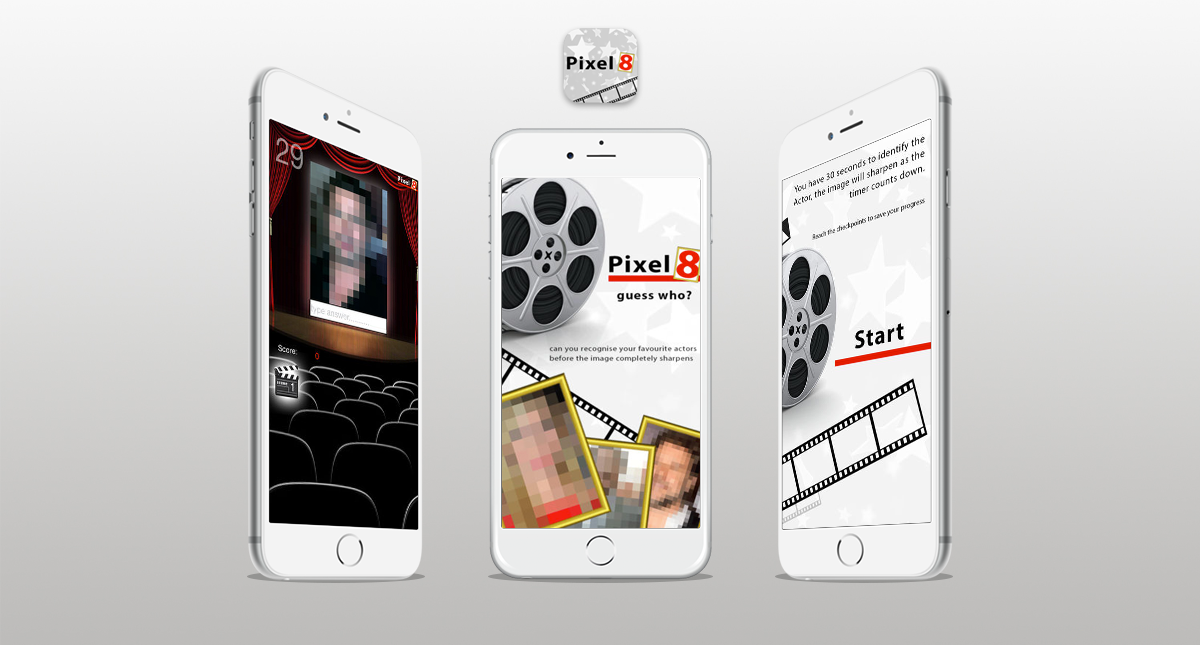 Pixel 8
29
Pixel 8
type answer...
Score:
0
1
Pixel 8
guess who?
can you recognise your favourite actors
before the image completely sharpens
You have 30 seconds to identify the
Actor, the image will sharpen as the
timer counts down.
Reach the checkpoints to save your progress
Start